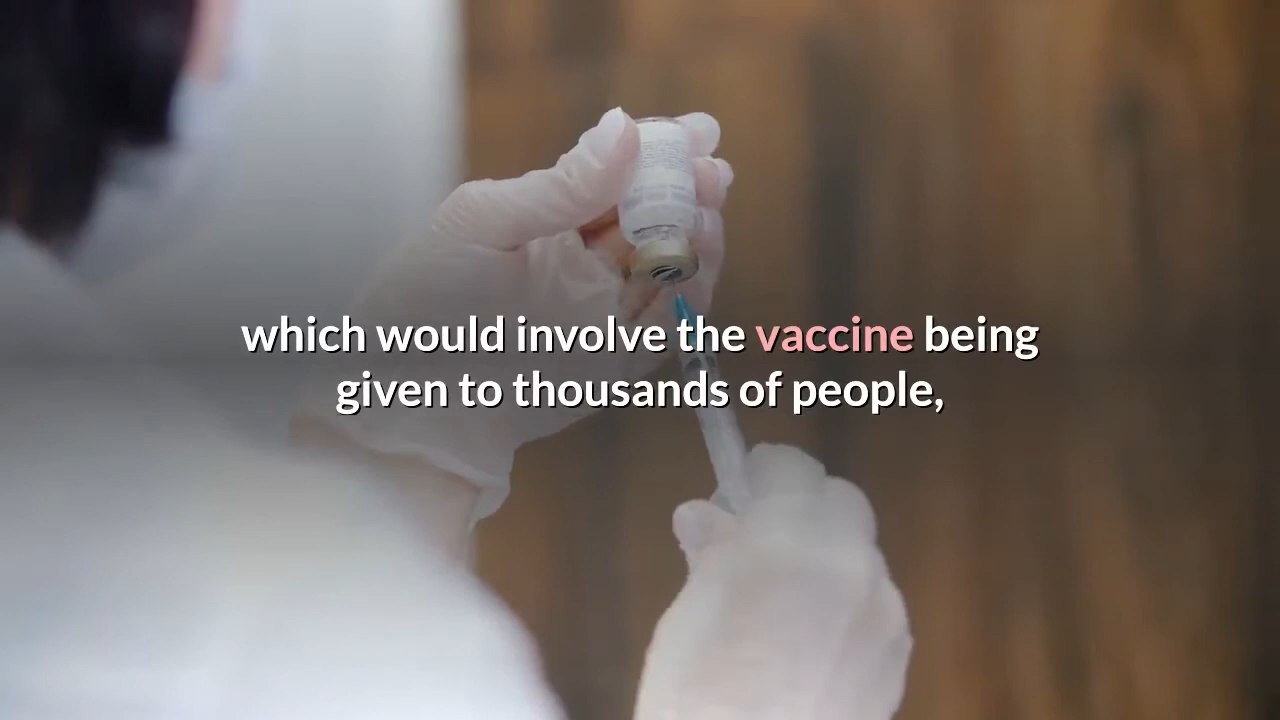 which would involve the vaccine being
given to thousands of people,